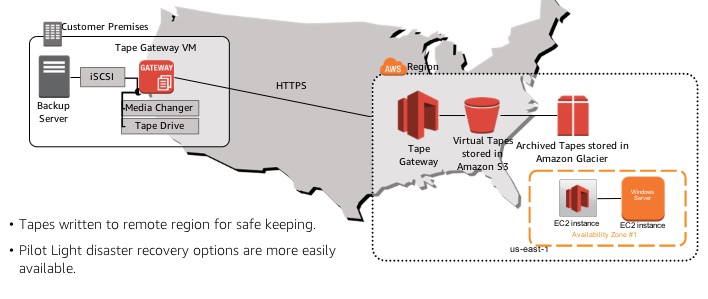 Customer Premises
Tape Gateway VM
iSCSI
GATEWAY
Backup
Server
Media Changer
Tape Drive
HTTPS
AWS
Region
Tape
Gateway
Virtual Tapes
stored in
Amazon S3
Archived Tapes stored in
Amazon Glacier
EC2 instance
Windows
Server
EC2 instance
Availability Zone #1
us-east-1
• Tapes written to remote region for safe keeping.
• Pilot Light disaster recovery options are more easily
available.